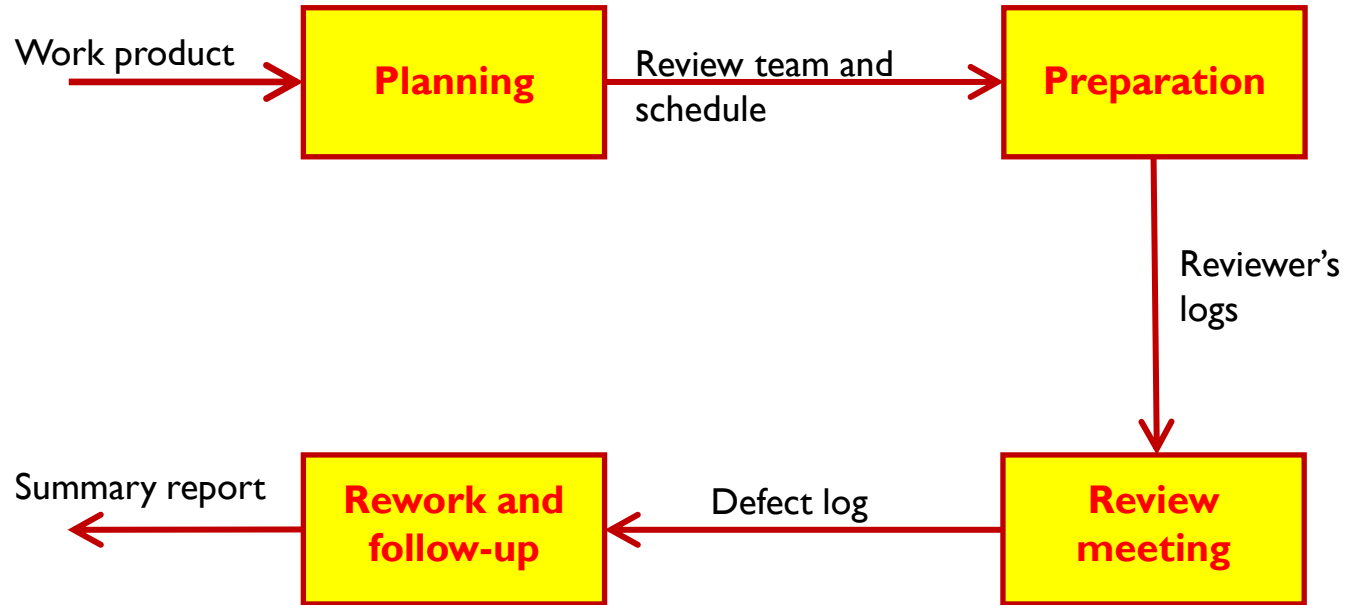 Work product
Planning
Review team and
schedule
Preparation
Reviewer’s
logs
Summary report
Rework and
follow-up
Defect log
Review
meeting